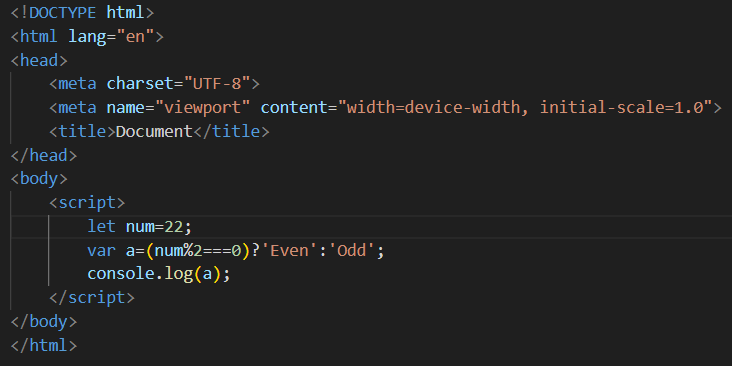 <!DOCTYPE html>
<html lang="en">
<head>
    <meta charset="UTF-8">
    <meta name="viewport" content="width=device-width, initial-scale=1.0">
    <title>Document</title>
</head>
<body>
    <script>
        let num=22;
        var a=(num%2===0)?'Even':'Odd';
        console.log(a);
    </script>
</body>
</html>